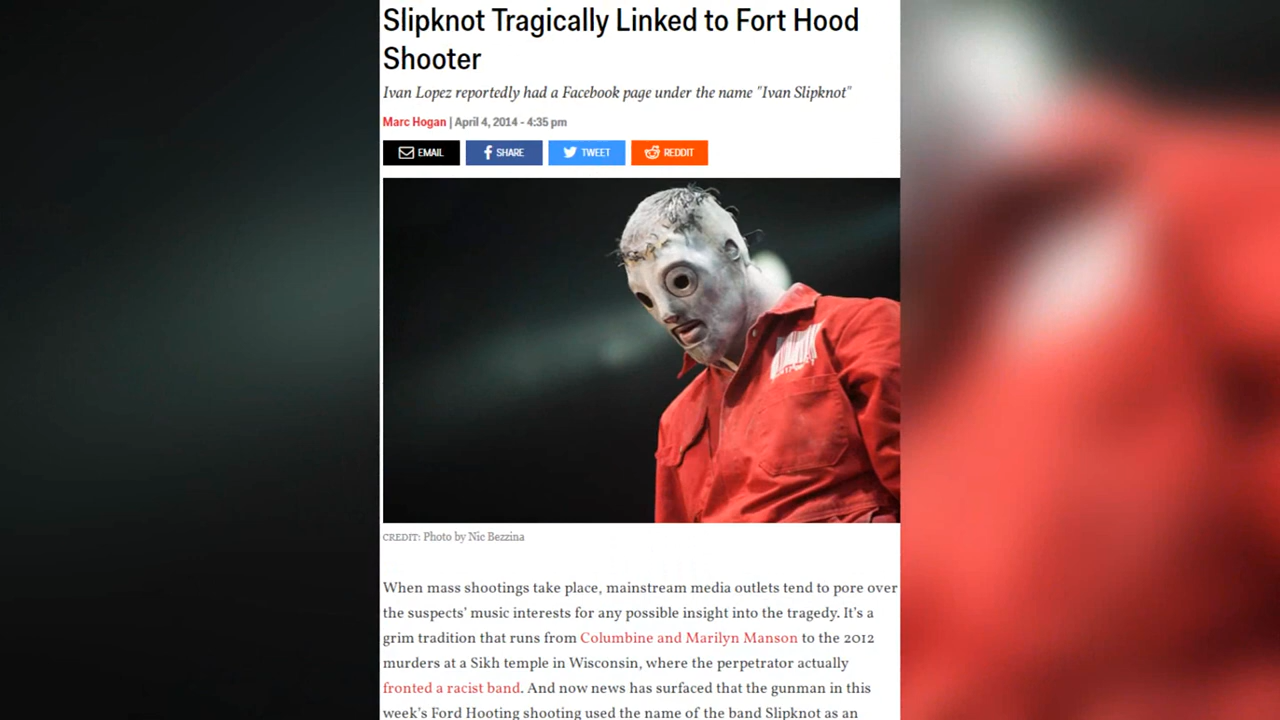 Slipknot Tragically Linked to Fort Hood
Shooter
Ivan Lopez reportedly had a Facebook page under the name "Ivan Slipknot"
Marc Hogan | April 4, 2014 - 4:35 pm
EMAIL SHARE TWEET REDDIT
CREDIT: Photo by Nic Bezzina
When mass shootings take place, mainstream media outlets tend to pore over
the suspects' music interests for any possible insight into the tragedy. It's a
grim tradition that runs from Columbine and Marilyn Manson to the 2012
murders at a Sikh temple in Wisconsin, where the perpetrator actually
fronted a racist band. And now news has surfaced that the gunman in this
week's Ford Hooting shooting used the name of the band Slipknot as an